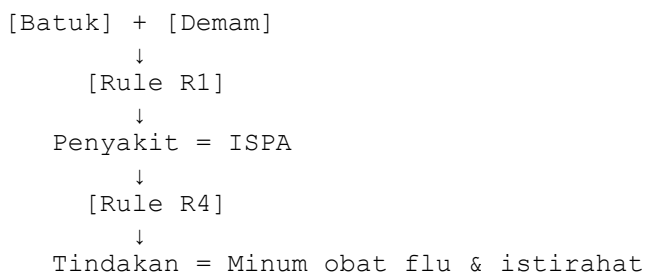 [Batuk] + [Demam]
↓
[Rule R1]
↓
Penyakit = ISPA
↓
[Rule R4]
↓
Tindakan = Minum obat flu & istirahat